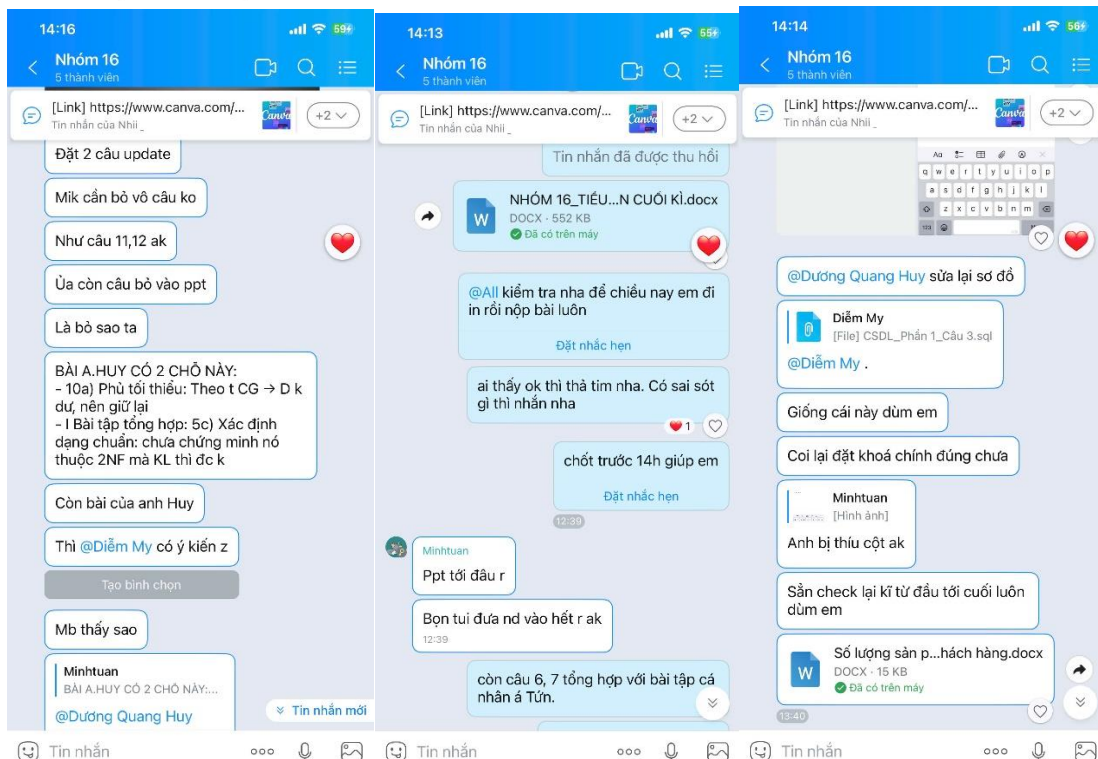 14:16
59
Nhóm 16
5 thành viên
[Link] https://www.canva.com/...
Tin nhắn của Nhii _
Canva
+2
Đặt 2 câu update
Mik cần bỏ vô câu ko
Như câu 11,12 ak
Ủa còn câu bỏ vào ppt
Là bỏ sao ta
BÀI A.HUY CÓ 2 CHỖ NÀY:
- 10a) Phủ tối thiểu: Theo t CG → D k
dư, nên giữ lại
- I Bài tập tổng hợp: 5c) Xác định
dạng chuẩn: chưa chứng minh nó
thuộc 2NF mà KL thì đc k
Còn bài của anh Huy
Thì @Diễm My có ý kiến z
Tạo bình chọn
Mb thấy sao
Minhtuan
BÀI A.HUY CÓ 2 CHỖ NÀY:...
@Dương Quang Huy
Tin nhắn mới
Tin nhắn
14:13
55
Nhóm 16
5 thành viên
[Link] https://www.canva.com/...
Tin nhắn của Nhii _
Canva
+2
Tin nhắn đã được thu hồi
NHÓM 16_TIỂU...N CUỐI KÌ.docx
W
DOCX · 552 KB
Đã có trên máy
@All kiểm tra nha để chiều nay em đi
in rồi nộp bài luôn
Đặt nhắc hẹn
ai thấy ok thì thả tim nha. Có sai sót
gì thì nhắn nha
1
chốt trước 14h giúp em
Đặt nhắc hẹn
12:39
Minhtuan
Ppt tới đâu r
Bọn tui đưa nd vào hết r ak
12:39
còn câu 6, 7 tổng hợp với bài tập cá
nhân á Tứn.
Tin nhắn
14:14
56
Nhóm 16
5 thành viên
[Link] https://www.canva.com/...
Tin nhắn của Nhii _
Canva
+2
Aa
q w e r t y u i o p
a s d f g h j k l
z x c v b n m
123
@Dương Quang Huy sửa lại sơ đồ
Diễm My
[File] CSDL_Phần 1_Câu 3.sql
@Diễm My .
Giống cái này dùm em
Coi lại đặt khoá chính đúng chưa
Minhtuan
[Hình ảnh]
Anh bị thíu cột ak
Sẳn check lại kĩ từ đầu tới cuối luôn
dùm em
Số lượng sản p...hách hàng.docx
W
DOCX · 15 KB
Đã có trên máy
13:40
Tin nhắn